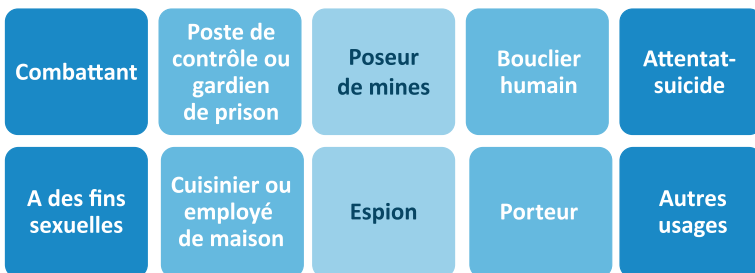 Combattant
Poste de
contrôle ou
gardien
de prison
Poseur
de mines
Bouclier
humain
Attentat-
suicide
A des fins
sexuelles
Cuisinier ou
employé
de maison
Espion
Porteur
Autres
usages